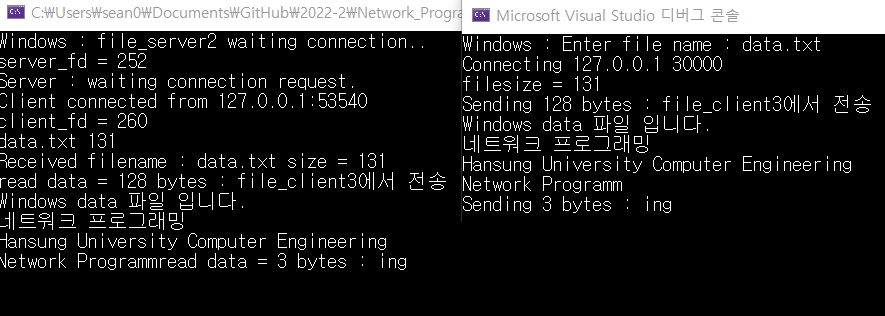 C:₩Users₩sean0₩Documents₩GitHub₩2022-2₩Network_Progra
Windows : file_server2 waiting connection..
server_fd = 252
Server : waiting connection request.
Client connected from 127.0.0.1:53540
client_fd = 260
data.txt 131
Received filename : data.txt size = 131
read data = 128 bytes : file_client30에서 전송
Windows data 파일 입니다.
네트워크 프로그래밍
Hansung University Computer Engineering
Network Programmread data = 3 bytes : ing
Microsoft Visual Studio 디버그 콘솔
Windows : Enter file name : data.txt
Connecting 127.0.0.1 30000
filesize = 131
Sending 128 bytes : file_client30에서 전송
Windows data 파일 입니다.
네트워크 프로그래밍
Hansung University Computer Engineering
Network Programm
Sending 3 bytes : ing